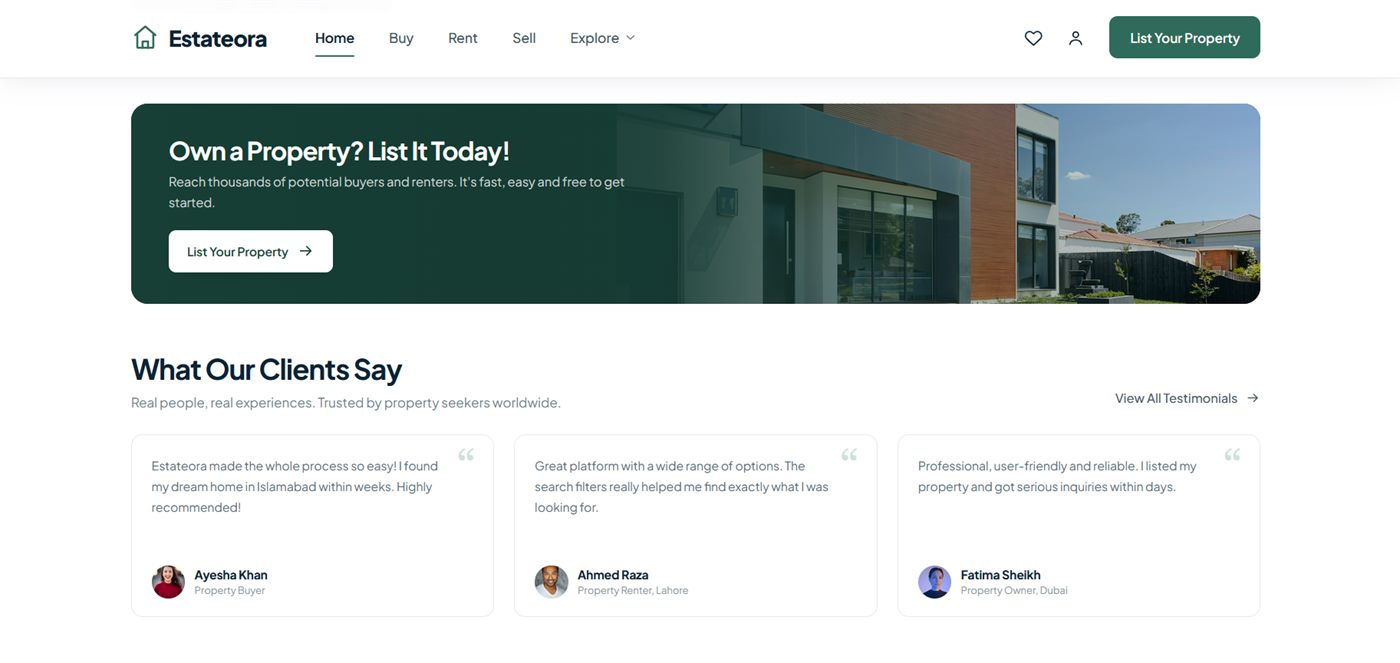 Estateora
Home
Buy
Rent
Sell
Explore
List Your Property
Own a Property? List It Today!
Reach thousands of potential buyers and renters. It's fast, easy and free to get
started.
List Your Property
What Our Clients Say
Real people, real experiences. Trusted by property seekers worldwide.
View All Testimonials
Estateora made the whole process so easy! I found
my dream home in Islamabad within weeks. Highly
recommended!
Ayesha Khan
Property Buyer
Great platform with a wide range of options. The
search filters really helped me find exactly what I was
looking for.
Ahmed Raza
Property Renter, Lahore
Professional, user-friendly and reliable. I listed my
property and got serious inquiries within days.
Fatima Sheikh
Property Owner, Dubai